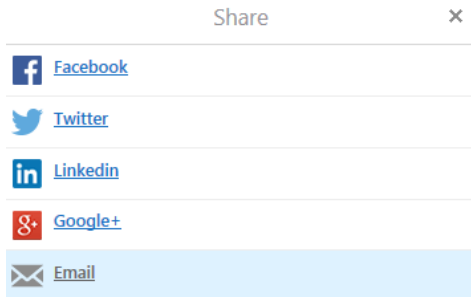 Share ×
Facebook
Twitter
Linkedin
Google+
Email